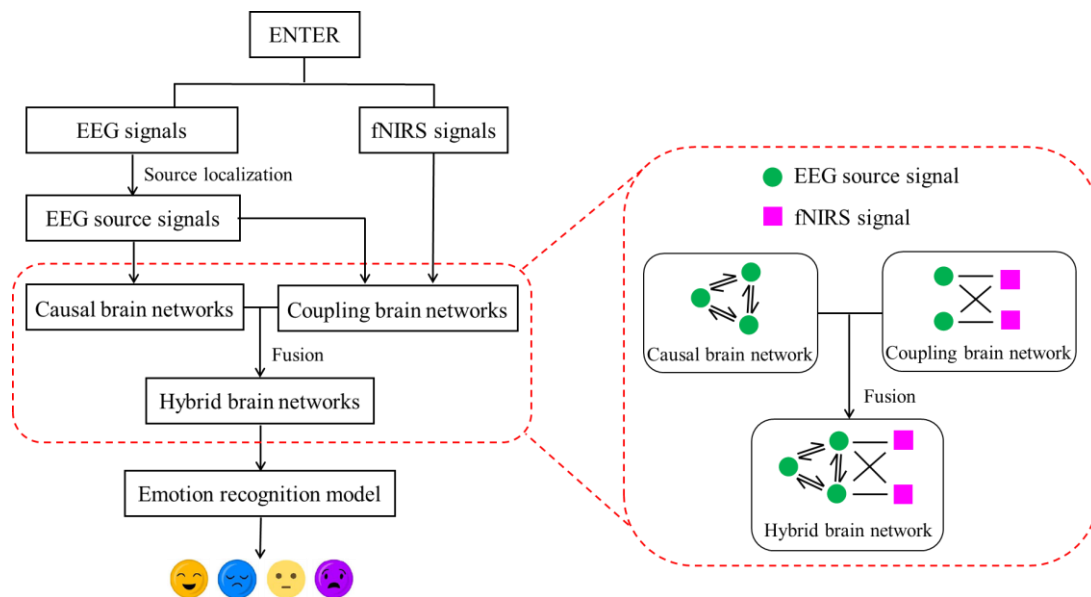 ENTER
EEG signals
fNIRS signals
Source localization
EEG source signals
Causal brain networks
Coupling brain networks
Fusion
Hybrid brain networks
Emotion recognition model
EEG source signal
fNIRS signal
Causal brain network
Coupling brain network
Fusion
Hybrid brain network